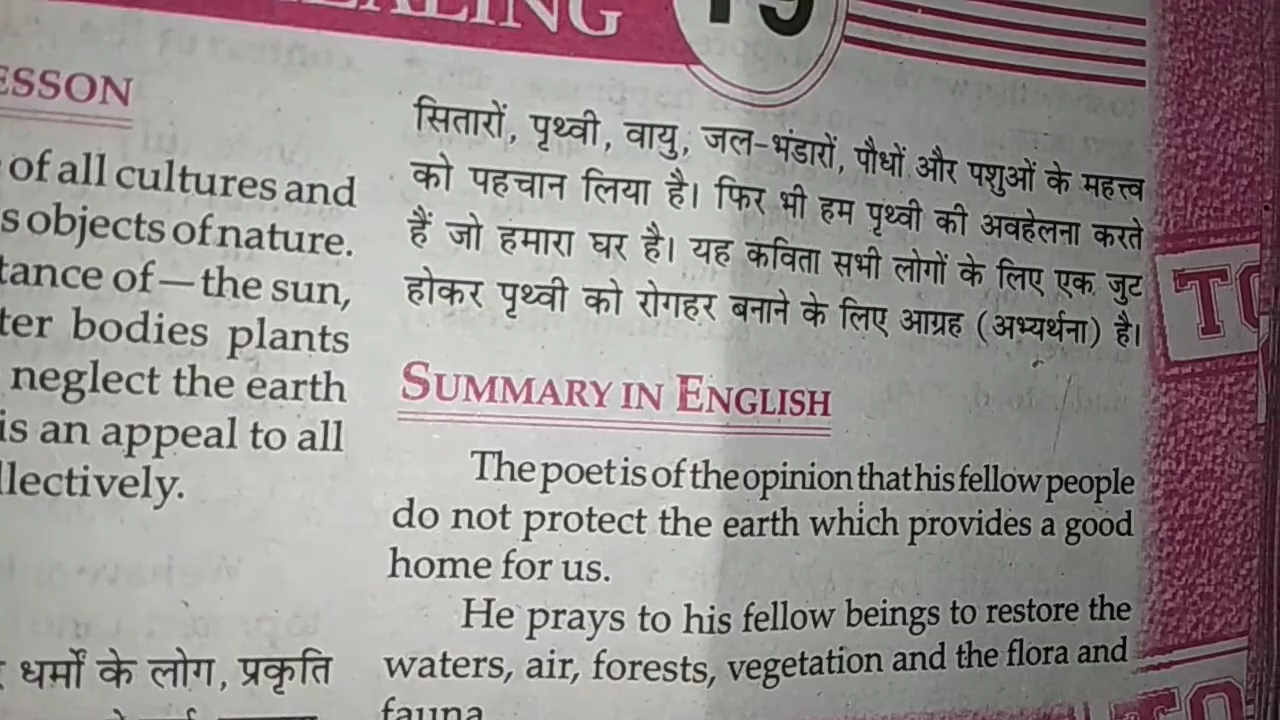 HEALING
19
ESSON
of all cultures and
s objects of nature.
tance of—the sun,
ter bodies plants
neglect the earth
is an appeal to all
llectively.
धर्मों के लोग, प्रकृति
सितारों, पृथ्वी, वायु, जल-भंडारों, पौधों और पशुओं के महत्त्व
को पहचान लिया है। फिर भी हम पृथ्वी की अवहेलना करते
हैं जो हमारा घर है। यह कविता सभी लोगों के लिए एक जुट
होकर पृथ्वी को रोगहर बनाने के लिए आग्रह (अभ्यर्थना) है।
SUMMARY IN ENGLISH
The poet is of the opinion that his fellow people
do not protect the earth which provides a good
home for us.
He prays to his fellow beings to restore the
waters, air, forests, vegetation and the flora and
fauna
TO
TO